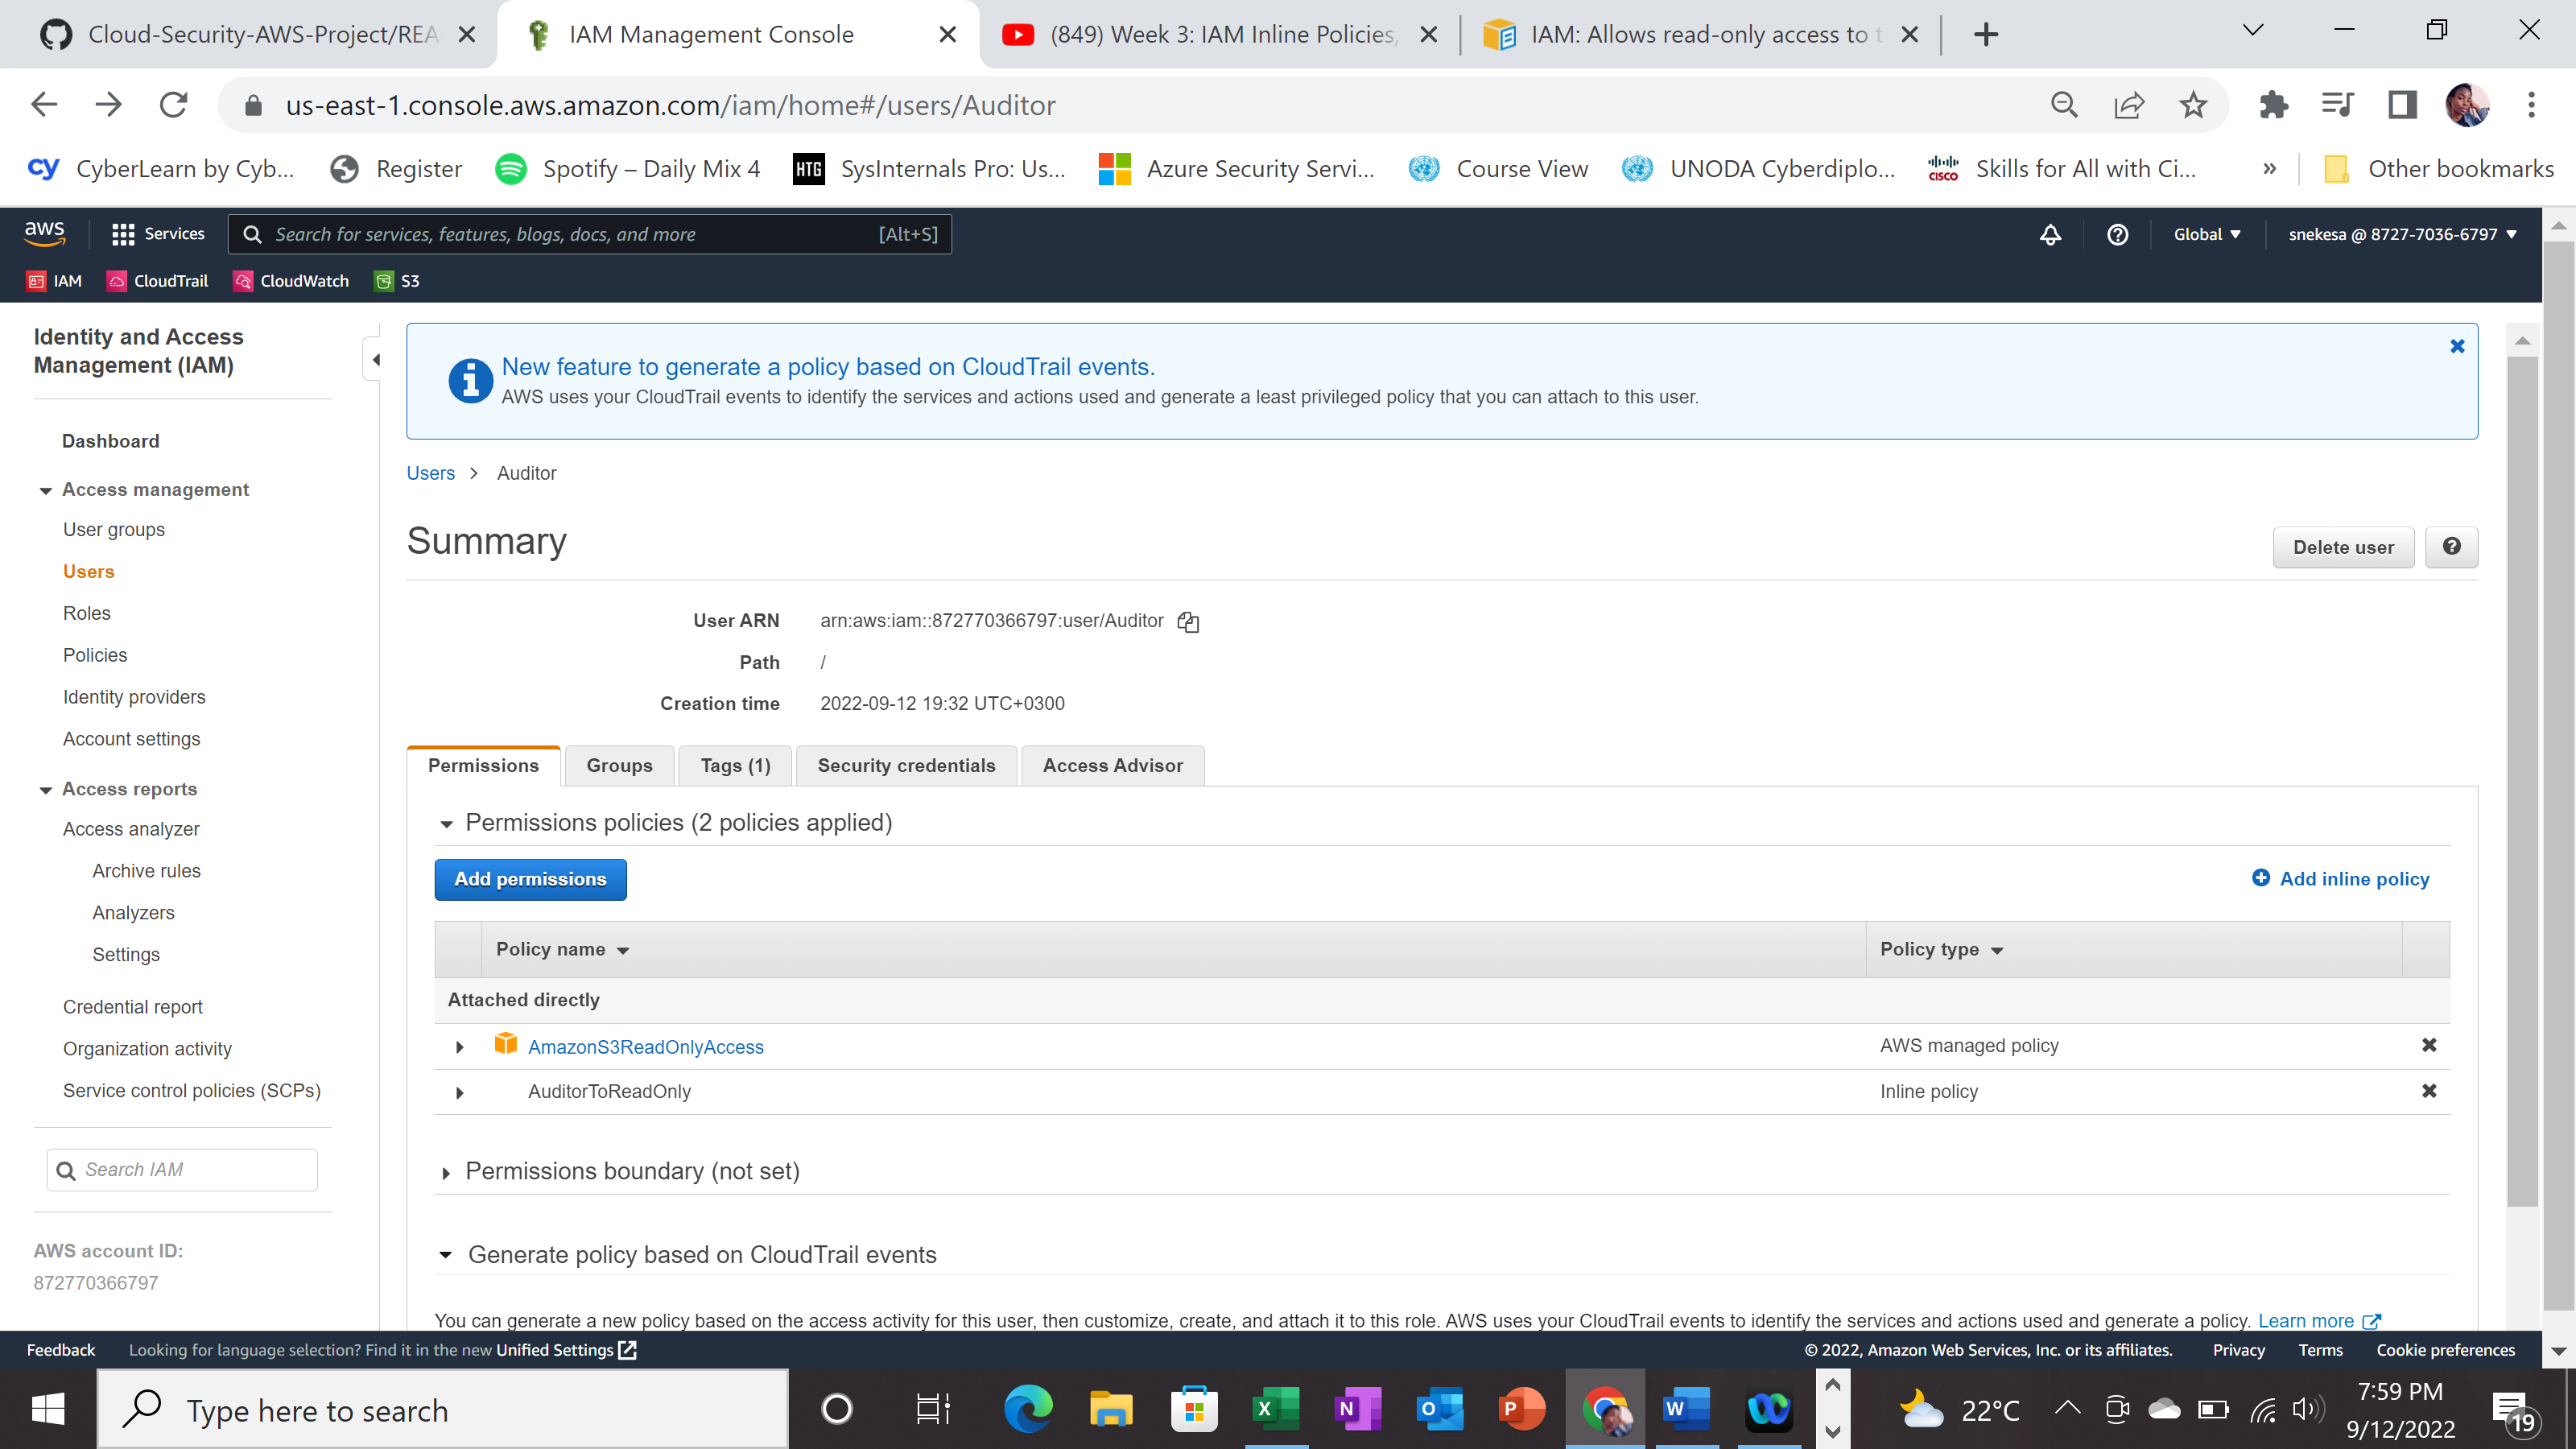 Cloud-Security-AWS-Project/REA
IAM Management Console
(849) Week 3: IAM Inline Policies,
IAM: Allows read-only access to t
us-east-1.console.aws.amazon.com/iam/home#/users/Auditor
cy CyberLearn by Cyb...
Register
Spotify – Daily Mix 4
HTG SysInternals Pro: Us...
Azure Security Servi...
Course View
UNODA Cyberdiplo...
CISCO Skills for All with Ci...
»
Other bookmarks
aws
Services
Search for services, features, blogs, docs, and more [Alt+S]
Global
snekesa @ 8727-7036-6797
IAM
CloudTrail
CloudWatch
S3
Identity and Access
Management (IAM)
Dashboard
Access management
User groups
Users
Roles
Policies
Identity providers
Account settings
Access reports
Access analyzer
Archive rules
Analyzers
Settings
Credential report
Organization activity
Service control policies (SCPs)
Search IAM
AWS account ID:
872770366797
New feature to generate a policy based on CloudTrail events.
AWS uses your CloudTrail events to identify the services and actions used and generate a least privileged policy that you can attach to this user.
Users > Auditor
Summary
Delete user
User ARN arn:aws:iam::872770366797:user/Auditor
Path /
Creation time 2022-09-12 19:32 UTC+0300
Permissions
Groups
Tags (1)
Security credentials
Access Advisor
Permissions policies (2 policies applied)
Add permissions
Add inline policy
Policy name
Policy type
Attached directly
AmazonS3ReadOnlyAccess AWS managed policy
AuditorToReadOnly Inline policy
Permissions boundary (not set)
Generate policy based on CloudTrail events
You can generate a new policy based on the access activity for this user, then customize, create, and attach it to this role. AWS uses your CloudTrail events to identify the services and actions used and generate a policy. Learn more
Feedback
Looking for language selection? Find it in the new Unified Settings
© 2022, Amazon Web Services, Inc. or its affiliates.
Privacy
Terms
Cookie preferences
Type here to search
22°C
7:59 PM
9/12/2022
19